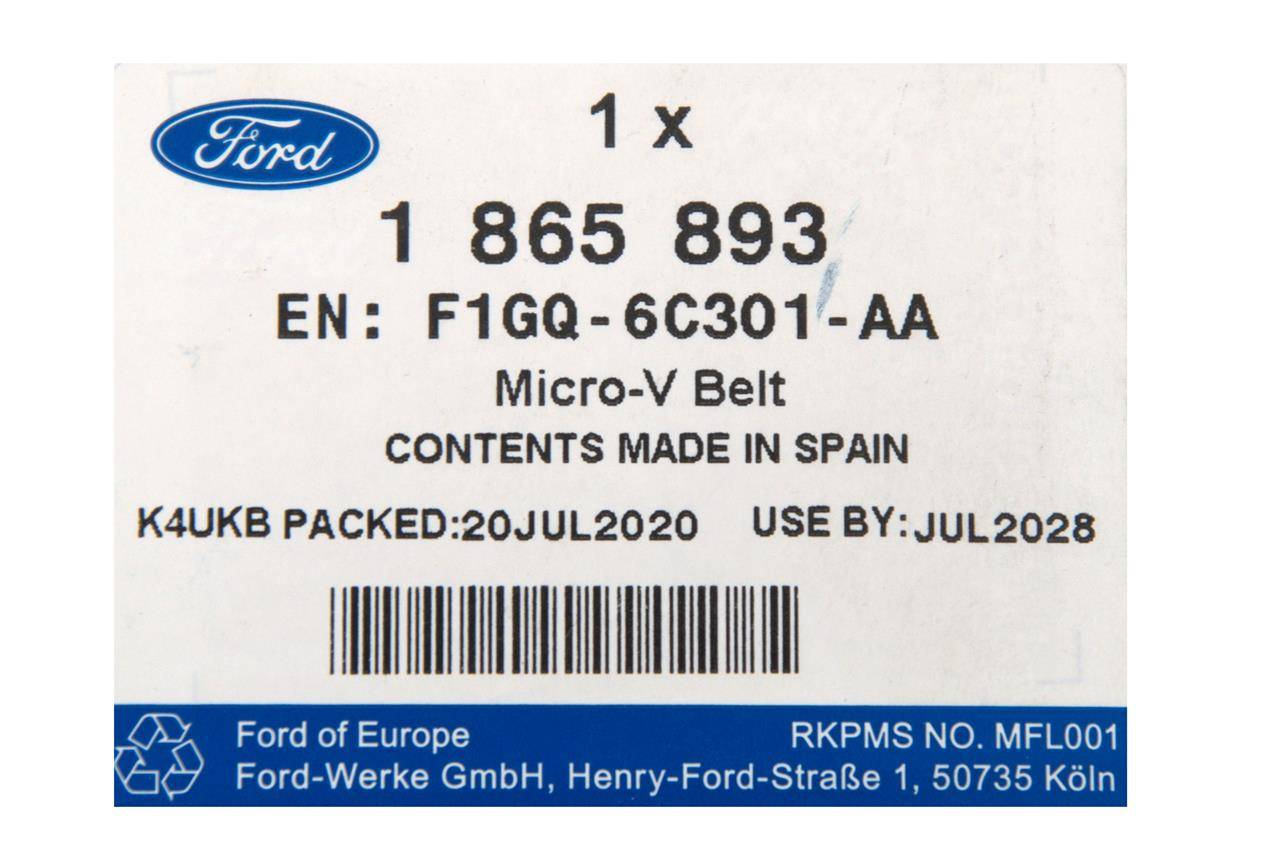 Ford
1 x
1 865 893
EN: F1GQ-6C301-AA
Micro-V Belt
CONTENTS MADE IN SPAIN
K4UKB PACKED:20JUL2020 USE BY:JUL2028
Ford of Europe RKPMS NO. MFL001
Ford-Werke GmbH, Henry-Ford-Straße 1, 50735 Köln